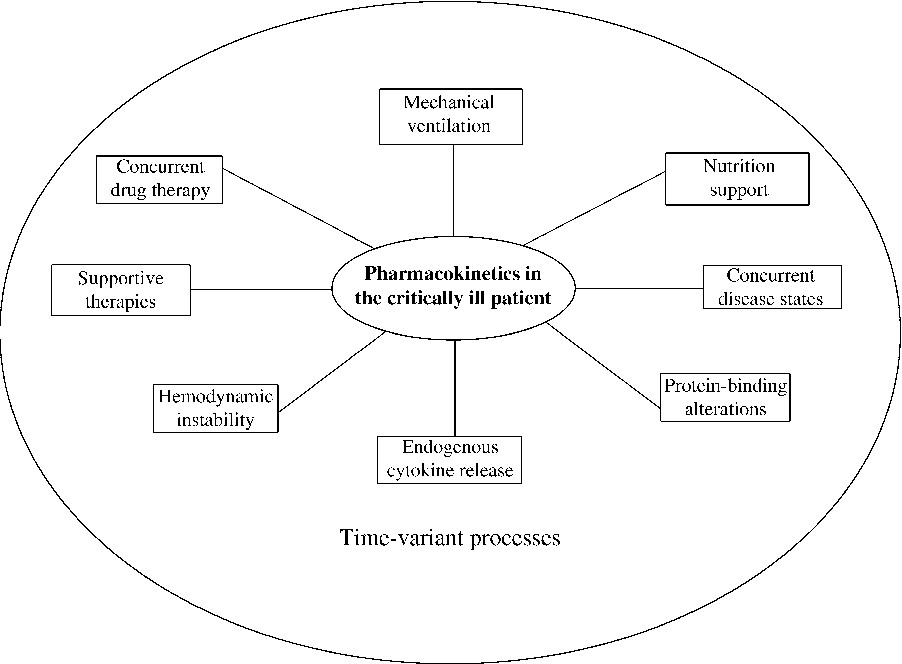 Mechanical
ventilation
Concurrent
drug therapy
Nutrition
support
Supportive
therapies
Pharmacokinetics in
the critically ill patient
Concurrent
disease states
Hemodynamic
instability
Protein-binding
alterations
Endogenous
cytokine release
Time-variant processes